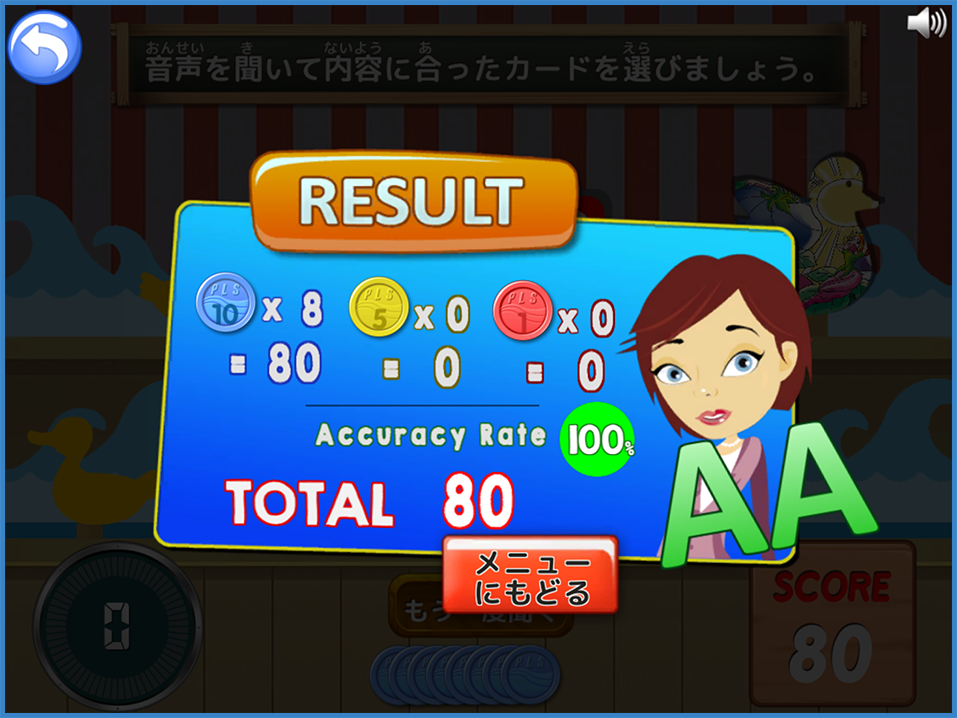 おんせい き ないよう あ えら
音声を聞いて内容に合ったカードを選びましょう。
RESULT
PLS 10 x 8 PLS 5 x 0 PLS 1 x 0
= 80 = 0 = 0
Accuracy Rate 100%
TOTAL 80
AA
メニュー
にもどる
SCORE
80
0
PLS